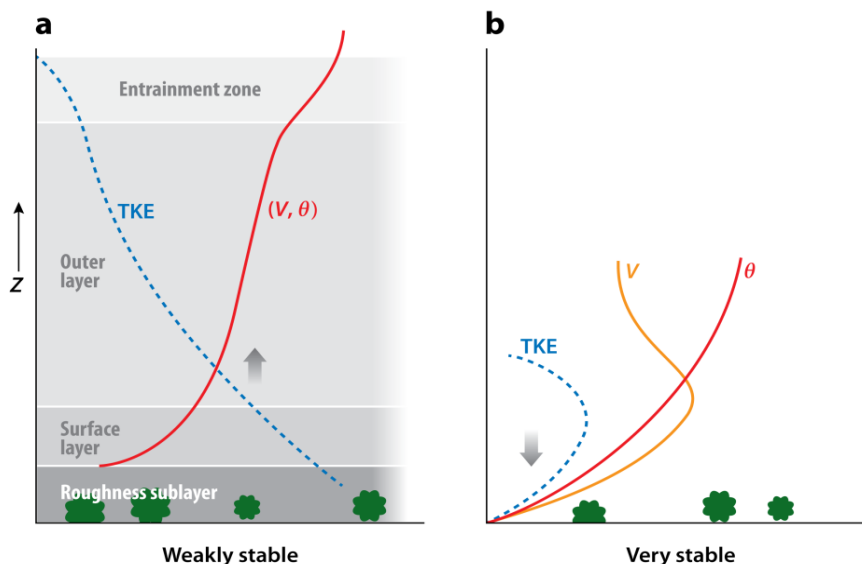 a
Entrainment zone
TKE
(V, θ)
Outer
layer
Z
Surface
layer
Roughness sublayer
Weakly stable
b
V
θ
TKE
Very stable